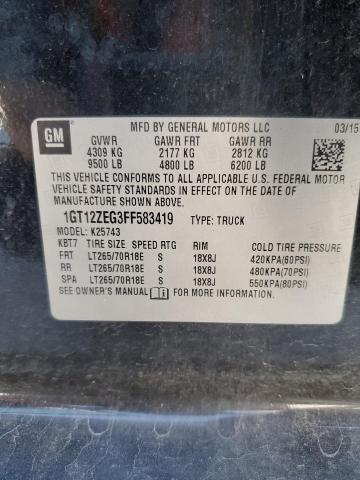 GM
MFD BY GENERAL MOTORS LLC 03/15
GVWR GAWR FRT GAWR RR
4309 KG 2177 KG 2812 KG
9500 LB 4800 LB 6200 LB
THIS VEHICLE CONFORMS TO ALL APPLICABLE U.S. FEDERAL MOTOR
VEHICLE SAFETY STANDARDS IN EFFECT ON THE DATE OF
MANUFACTURE SHOWN ABOVE.
1GT12ZEG3FF583419 TYPE: TRUCK
MODEL: K25743
KBT7 TIRE SIZE SPEED RTG RIM COLD TIRE PRESSURE
FRT LT265/70R18E S 18X8J 420KPA(60PSI)
RR LT265/70R18E S 18X8J 480KPA(70PSI)
SPA LT265/70R18E S 18X8J 550KPA(80PSI)
SEE OWNER'S MANUAL FOR MORE INFORMATION.